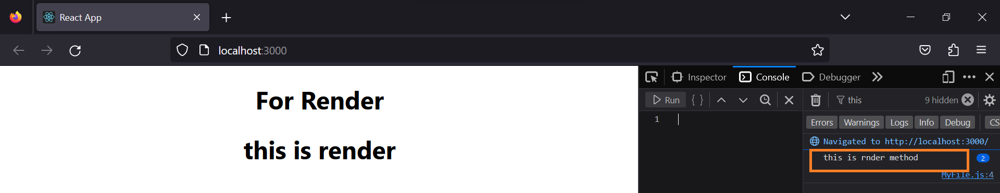 React App
localhost:3000
For Render
this is render
Inspector
Console
Debugger
Run
{ }
this
9 hidden
1
Errors
Warnings
Logs
Info
Debug
CS
Navigated to http://localhost:3000/
this is rnder method
2
MyFile.js:4